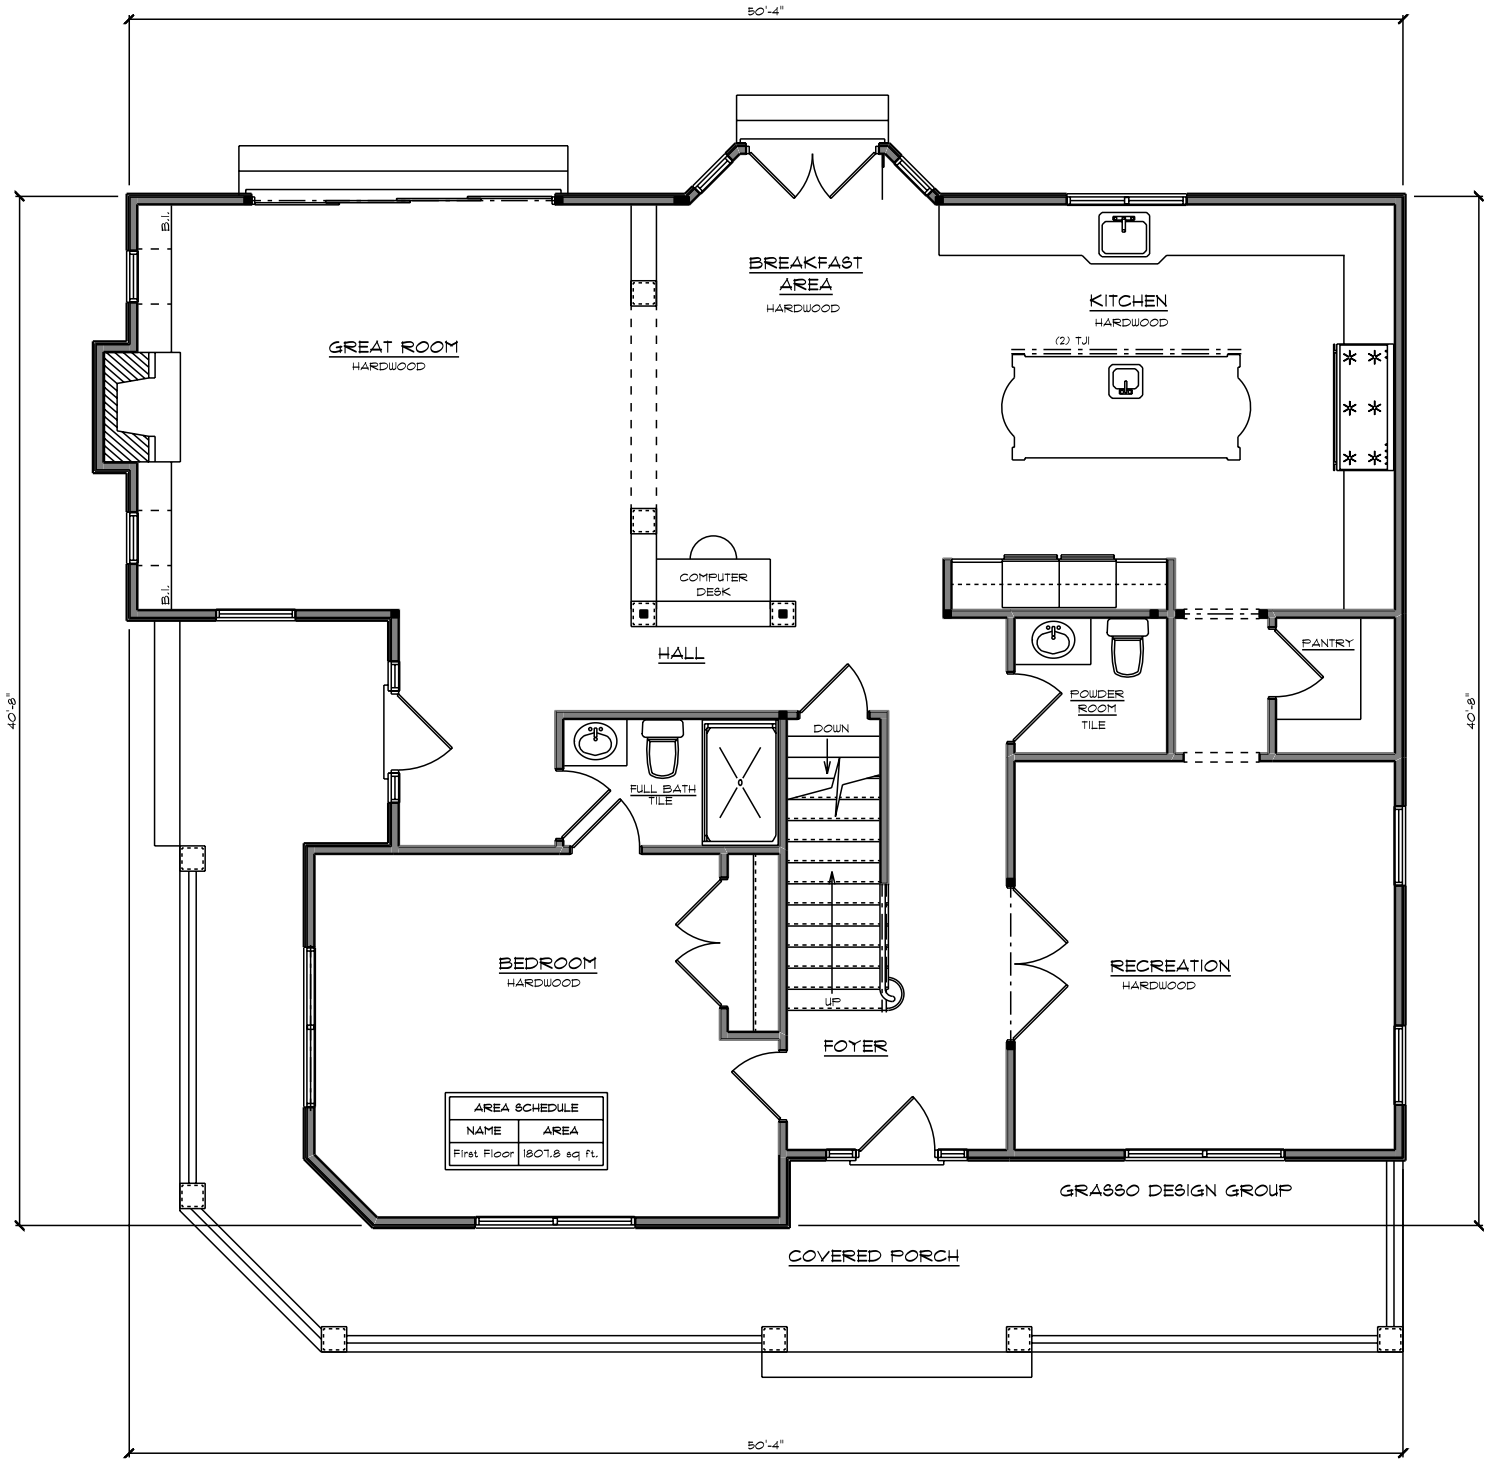 50'-4"
B.I.
BREAKFAST
AREA
HARDWOOD
KITCHEN
HARDWOOD
(2) TJI
GREAT ROOM
HARDWOOD
COMPUTER
DESK
B.I.
HALL
PANTRY
POWDER
ROOM
TILE
40'-8"
40'-8"
DOWN
FULL BATH
TILE
BEDROOM
HARDWOOD
RECREATION
HARDWOOD
UP
FOYER
AREA SCHEDULE
NAME AREA
First Floor 1807.8 sq ft.
GRASSO DESIGN GROUP
COVERED PORCH
50'-4"